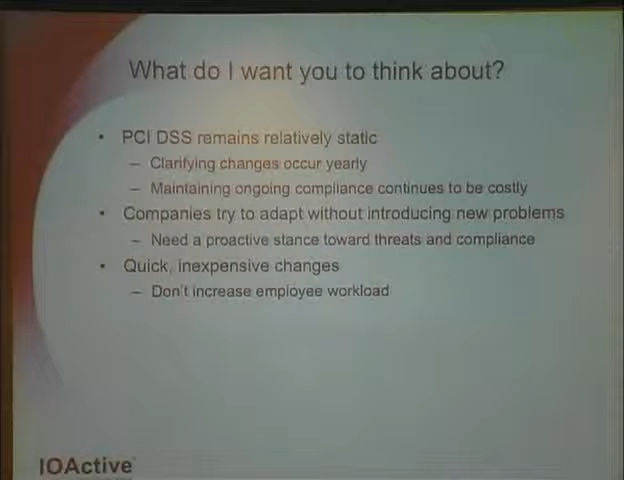 What do I want you to think about?
• PCI DSS remains relatively static
– Clarifying changes occur yearly
– Maintaining ongoing compliance continues to be costly
• Companies try to adapt without introducing new problems
– Need a proactive stance toward threats and compliance
• Quick, inexpensive changes
– Don't increase employee workload
IOActive